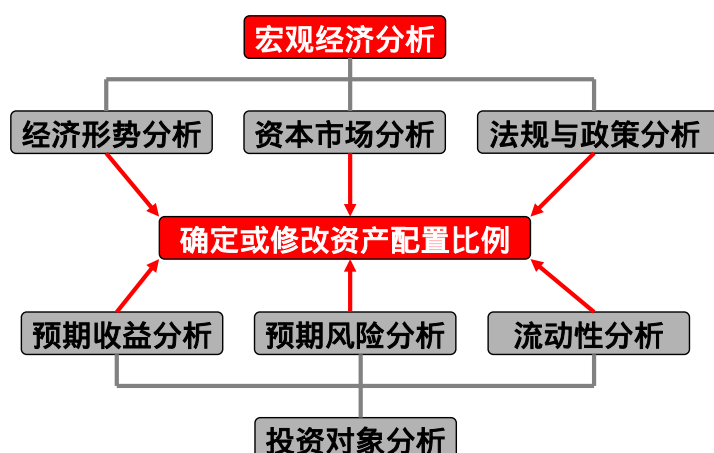 宏观经济分析
经济形势分析
资本市场分析
法规与政策分析
确定或修改资产配置比例
预期收益分析
预期风险分析
流动性分析
投资对象分析